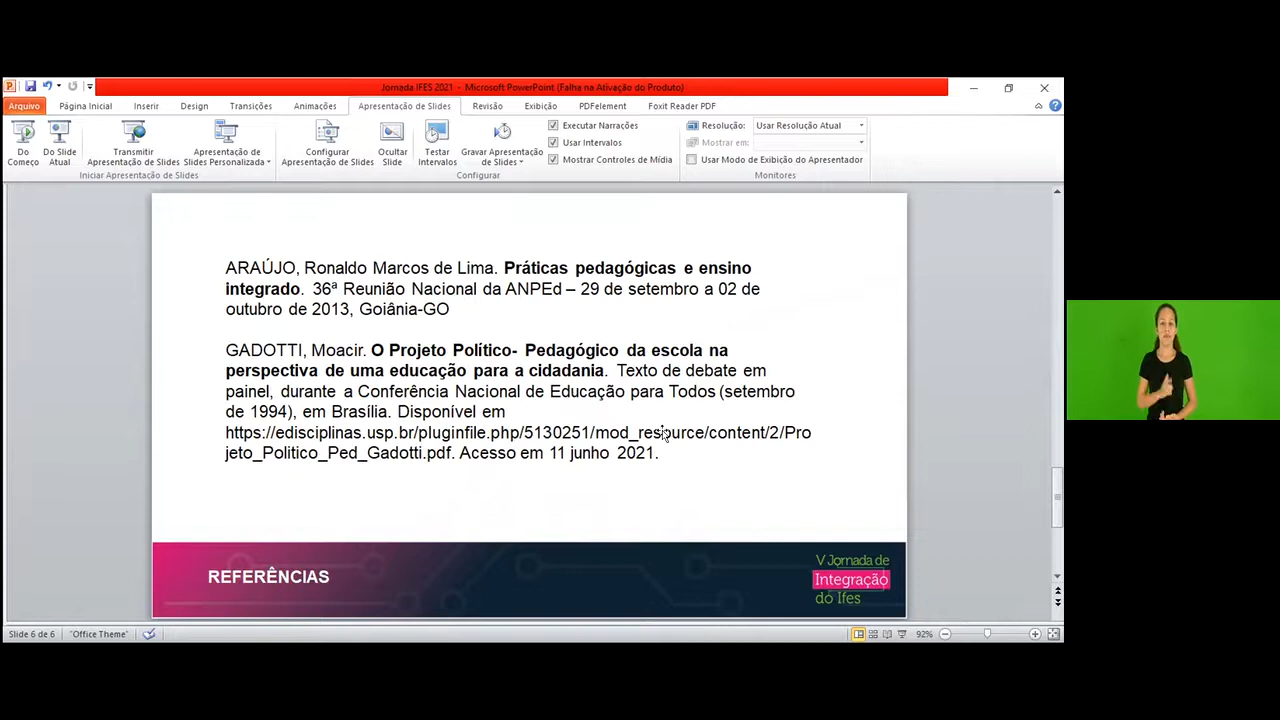 Jornada IFES 2021 - Microsoft PowerPoint (Falha na Ativação do Produto)
Arquivo Página Inicial Inserir Design Transições Animações Apresentação de Slides Revisão Exibição PDFelement Foxit Reader PDF
Do Começo
Do Slide Atual
Transmitir Apresentação de Slides
Apresentação de Slides Personalizada
Iniciar Apresentação de Slides
Configurar Apresentação de Slides
Ocultar Slide
Testar Intervalos
Gravar Apresentação de Slides
Executar Narrações
Usar Intervalos
Mostrar Controles de Mídia
Configurar
Resolução: Usar Resolução Atual
Mostrar em:
Usar Modo de Exibição do Apresentador
Monitores
ARAÚJO, Ronaldo Marcos de Lima. Práticas pedagógicas e ensino
integrado. 36ª Reunião Nacional da ANPEd – 29 de setembro a 02 de
outubro de 2013, Goiânia-GO
GADOTTI, Moacir. O Projeto Político- Pedagógico da escola na
perspectiva de uma educação para a cidadania. Texto de debate em
painel, durante a Conferência Nacional de Educação para Todos (setembro
de 1994), em Brasília. Disponível em
https://edisciplinas.usp.br/pluginfile.php/5130251/mod_resource/content/2/Pro
jeto_Politico_Ped_Gadotti.pdf. Acesso em 11 junho 2021.
REFERÊNCIAS
V Jornada de
Integração
do Ifes
Slide 6 de 6 "Office Theme" 92%